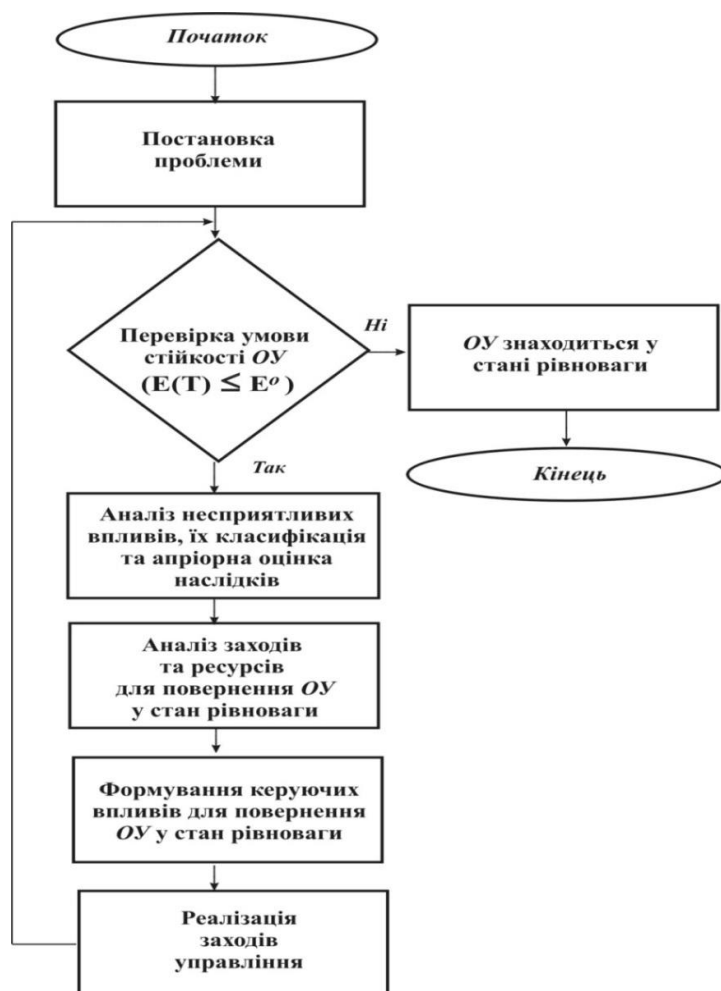 Початок
Постановка
проблеми
Перевірка умови
стійкості ОУ
(E(T) ≤ Eº )
Ні
ОУ знаходиться у
стані рівноваги
Кінець
Так
Аналіз несприятливих
впливів, їх класифікація
та апріорна оцінка
наслідків
Аналіз заходів
та ресурсів
для повернення ОУ
у стан рівноваги
Формування керуючих
впливів для повернення
ОУ у стан рівноваги
Реалізація
заходів
управління